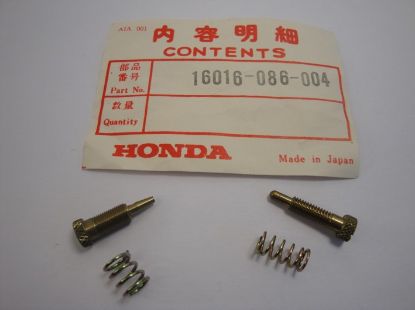 ATA 001
内容明細
CONTENTS
部品
番号
Part No.
16016-086-004
数量
Quantity
HONDA
Made in Japan